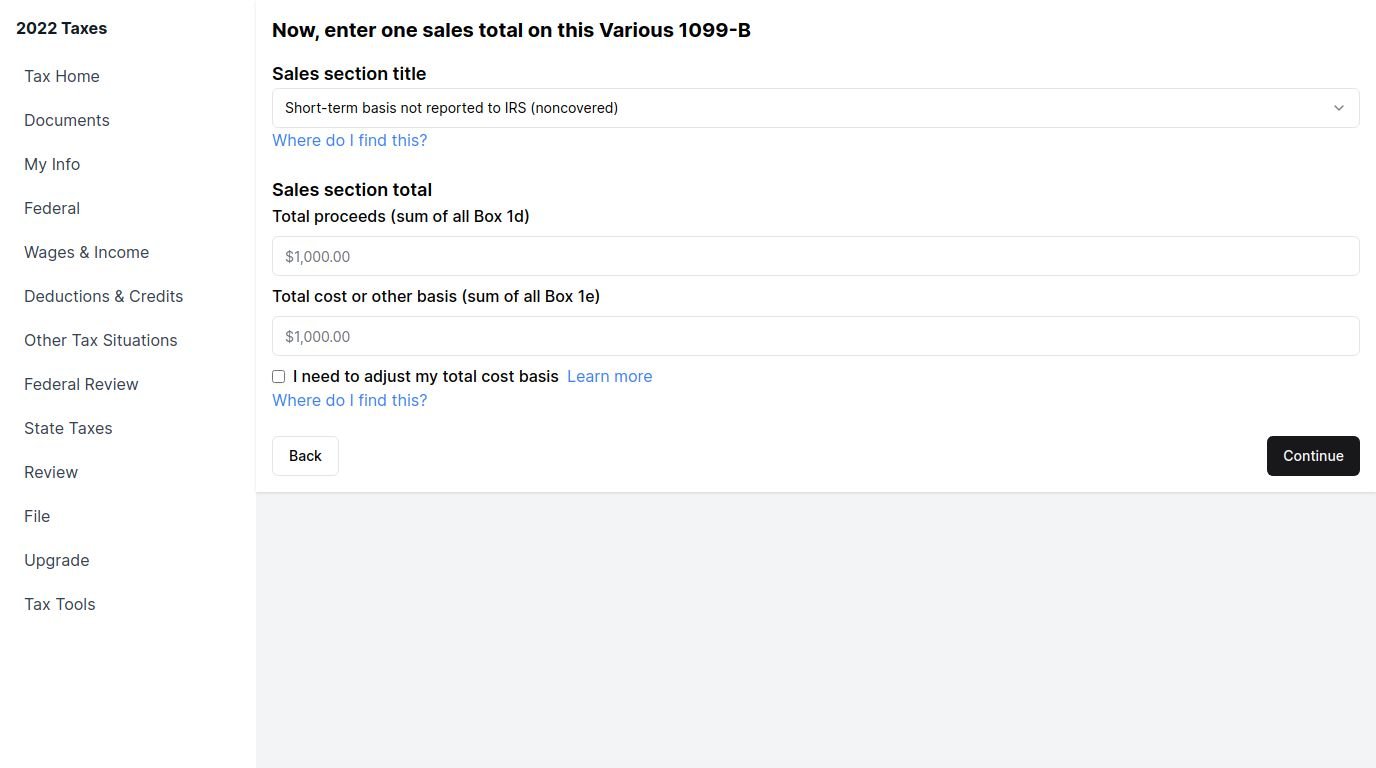 2022 Taxes
Tax Home
Documents
My Info
Federal
Wages & Income
Deductions & Credits
Other Tax Situations
Federal Review
State Taxes
Review
File
Upgrade
Tax Tools
Now, enter one sales total on this Various 1099-B
Sales section title
Short-term basis not reported to IRS (noncovered)
Where do I find this?
Sales section total
Total proceeds (sum of all Box 1d)
$1,000.00
Total cost or other basis (sum of all Box 1e)
$1,000.00
I need to adjust my total cost basis Learn more
Where do I find this?
Back
Continue